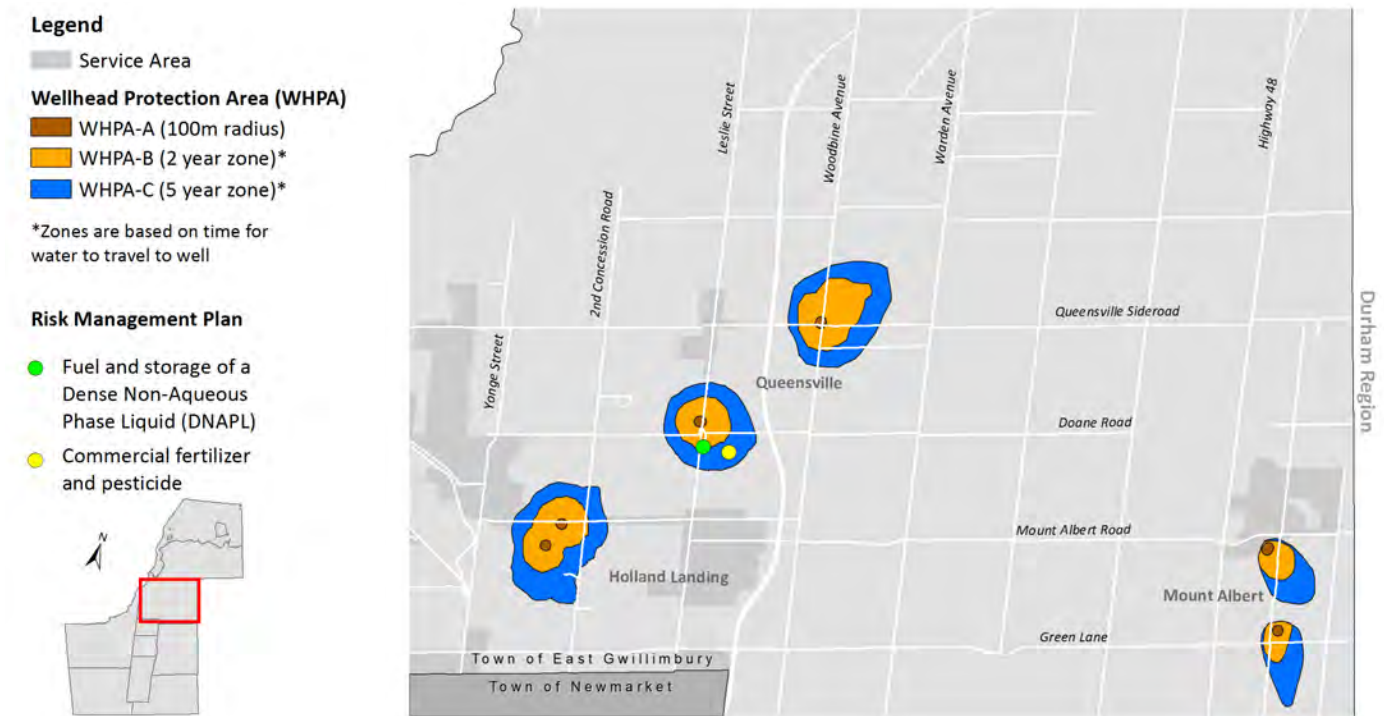 Legend
Service Area
Wellhead Protection Area (WHPA)
WHPA-A (100m radius)
WHPA-B (2 year zone)*
WHPA-C (5 year zone)*
*Zones are based on time for
water to travel to well
Risk Management Plan
Fuel and storage of a
Dense Non-Aqueous
Phase Liquid (DNAPL)
Commercial fertilizer
and pesticide
N
Yonge Street
2nd Concession Road
Leslie Street
Woodbine Avenue
Warden Avenue
Highway 48
Queensville Sideroad
Durham Region
Queensville
Doane Road
Mount Albert Road
Holland Landing
Mount Albert
Green Lane
Town of East Gwillimbury
Town of Newmarket